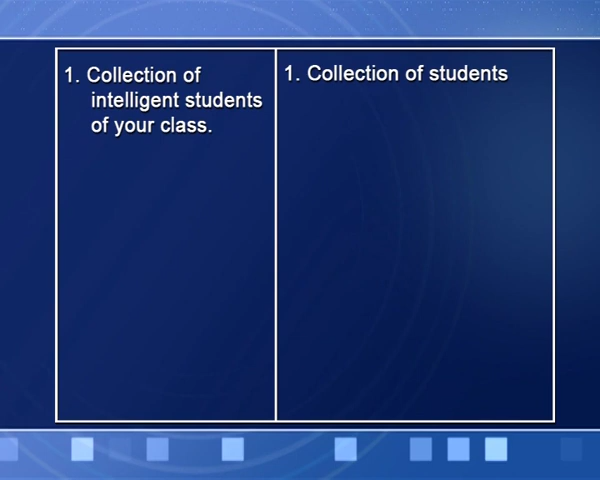 1. Collection of
intelligent students
of your class.
1. Collection of students